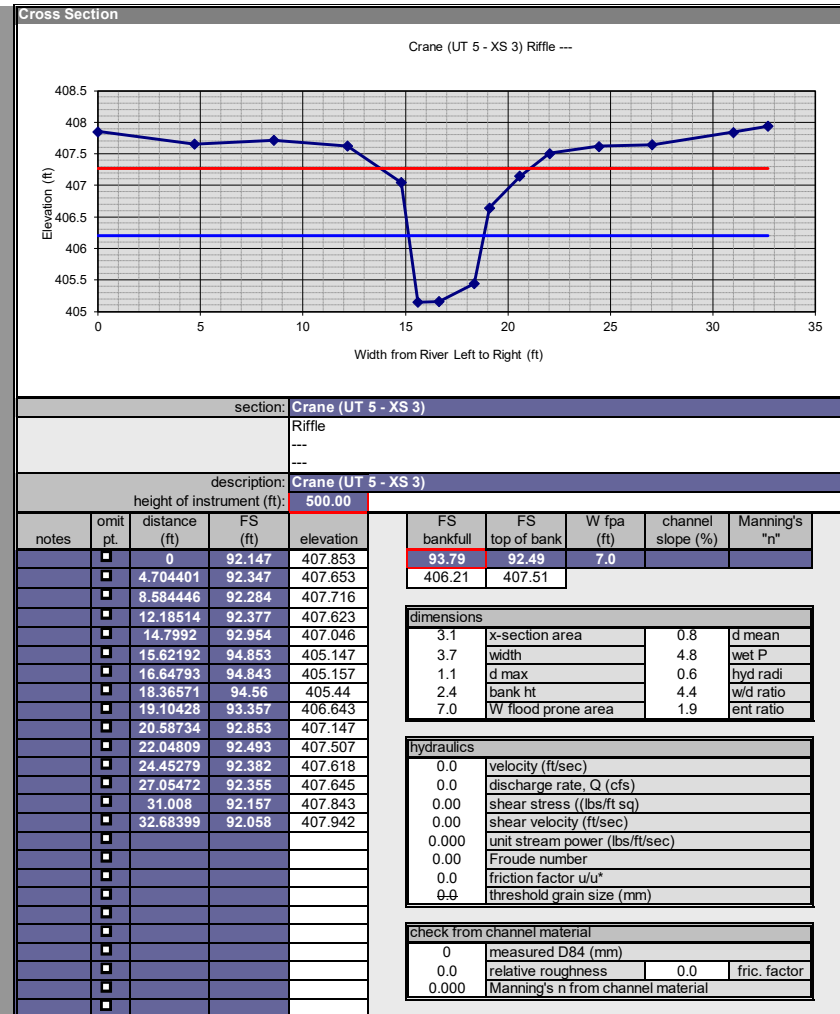 Cross Section
Crane (UT 5 - XS 3) Riffle ---
408.5
408
407.5
407
406.5
406
405.5
405
Elevation (ft)
0 5 10 15 20 25 30 35
Width from River Left to Right (ft)
section: Crane (UT 5 - XS 3)
Riffle
---
---
description: Crane (UT 5 - XS 3)
height of instrument (ft): 500.00
omit distance FS FS FS W fpa channel Manning's
notes pt. (ft) (ft) elevation bankfull top of bank (ft) slope (%) "n"
0 92.147 407.853 93.79 92.49 7.0
4.704401 92.347 407.653 406.21 407.51
8.584446 92.284 407.716
12.18514 92.377 407.623 dimensions
14.7992 92.954 407.046 3.1 x-section area 0.8 d mean
15.62192 94.853 405.147 3.7 width 4.8 wet P
16.64793 94.843 405.157 1.1 d max 0.6 hyd radi
18.36571 94.56 405.44 2.4 bank ht 4.4 w/d ratio
19.10428 93.357 406.643 7.0 W flood prone area 1.9 ent ratio
20.58734 92.853 407.147
22.04809 92.493 407.507 hydraulics
24.45279 92.382 407.618 0.0 velocity (ft/sec)
27.05472 92.355 407.645 0.0 discharge rate, Q (cfs)
31.008 92.157 407.843 0.00 shear stress ((lbs/ft sq)
32.68399 92.058 407.942 0.00 shear velocity (ft/sec)
0.000 unit stream power (lbs/ft/sec)
0.00 Froude number
0.0 friction factor u/u*
0.0 threshold grain size (mm)
check from channel material
0 measured D84 (mm)
0.0 relative roughness 0.0 fric. factor
0.000 Manning's n from channel material